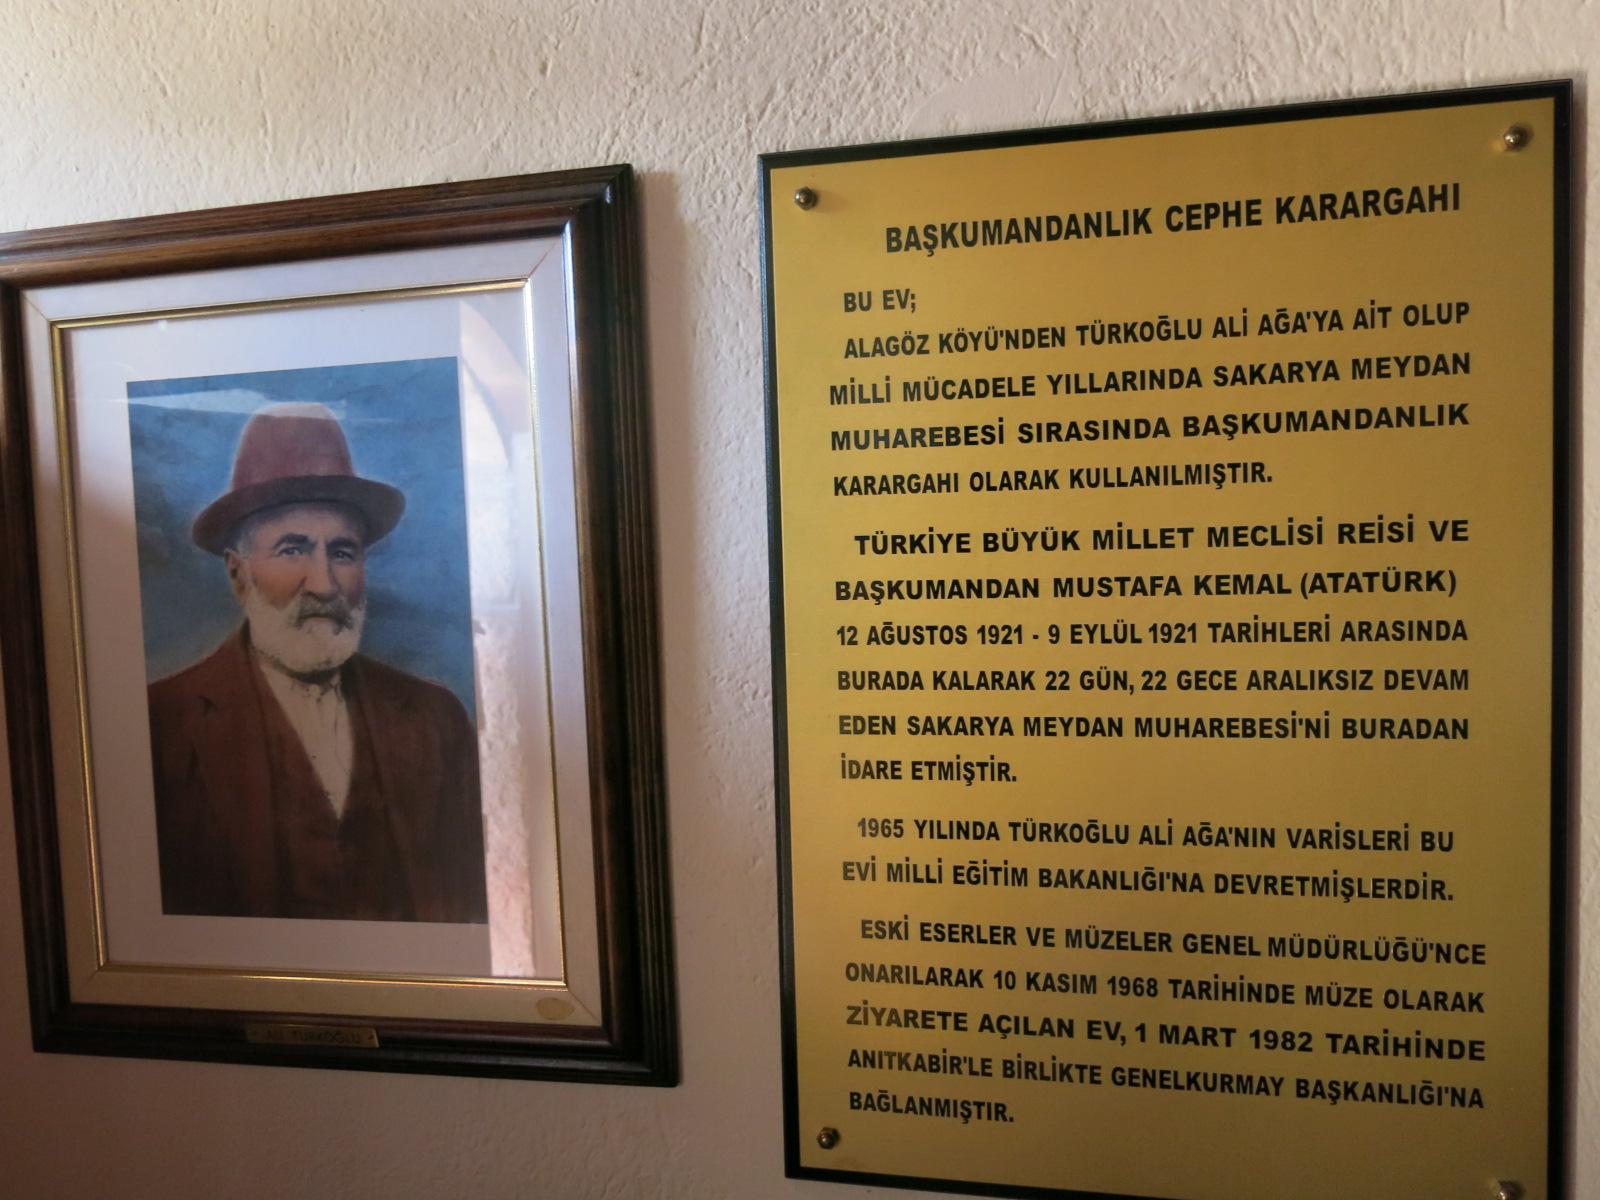 ALİ TÜRKOĞLU
BAŞKUMANDANLIK CEPHE KARARGAHI
BU EV;
ALAGÖZ KÖYÜ'NDEN TÜRKOĞLU ALİ AĞA'YA AİT OLUP
MİLLİ MÜCADELE YILLARINDA SAKARYA MEYDAN
MUHAREBESİ SIRASINDA BAŞKUMANDANLIK
KARARGAHI OLARAK KULLANILMIŞTIR.
TÜRKİYE BÜYÜK MİLLET MECLİSİ REİSİ VE
BAŞKUMANDAN MUSTAFA KEMAL (ATATÜRK)
12 AĞUSTOS 1921 - 9 EYLÜL 1921 TARİHLERİ ARASINDA
BURADA KALARAK 22 GÜN, 22 GECE ARALIKSIZ DEVAM
EDEN SAKARYA MEYDAN MUHAREBESİ'Nİ BURADAN
İDARE ETMİŞTİR.
1965 YILINDA TÜRKOĞLU ALİ AĞA'NIN VARİSLERİ BU
EVİ MİLLİ EĞİTİM BAKANLIĞI'NA DEVRETMİŞLERDİR.
ESKİ ESERLER VE MÜZELER GENEL MÜDÜRLÜĞÜ'NCE
ONARILARAK 10 KASIM 1968 TARİHİNDE MÜZE OLARAK
ZİYARETE AÇILAN EV, 1 MART 1982 TARİHİNDE
ANITKABİR'LE BİRLİKTE GENELKURMAY BAŞKANLIĞI'NA
BAĞLANMIŞTIR.